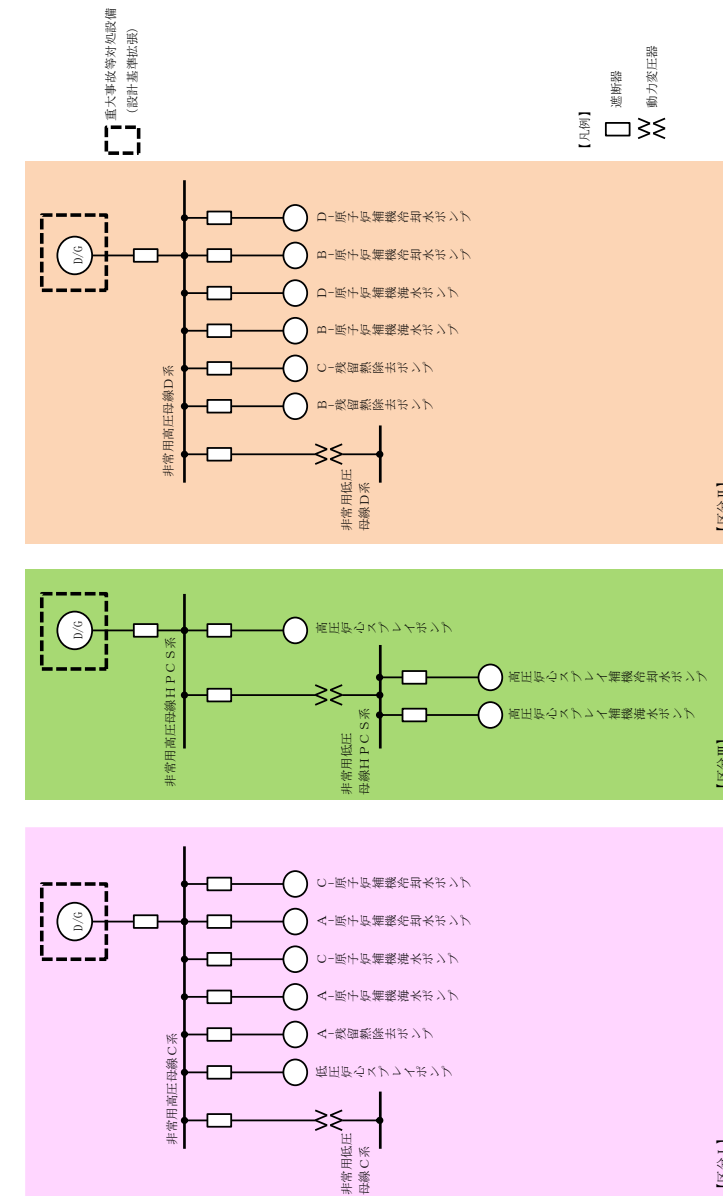 D/G
非常用高圧母線C系
非常用低圧
母線C系
低圧炉心スプレイポンプ
A-残留熱除去ポンプ
A-原子炉補機海水ポンプ
C-原子炉補機海水ポンプ
A-原子炉補機冷却水ポンプ
C-原子炉補機冷却水ポンプ
【区分Ⅰ】
D/G
非常用高圧母線HPCS系
高圧炉心スプレイポンプ
非常用低圧
母線HPCS系
高圧炉心スプレイ補機海水ポンプ
高圧炉心スプレイ補機冷却水ポンプ
【区分Ⅲ】
D/G
非常用高圧母線D系
非常用低圧
母線D系
B-残留熱除去ポンプ
C-残留熱除去ポンプ
B-原子炉補機海水ポンプ
D-原子炉補機海水ポンプ
B-原子炉補機冷却水ポンプ
D-原子炉補機冷却水ポンプ
【区分Ⅱ】
重大事故等対処設備
（設計基準拡張）
【凡例】
遮断器
動力変圧器